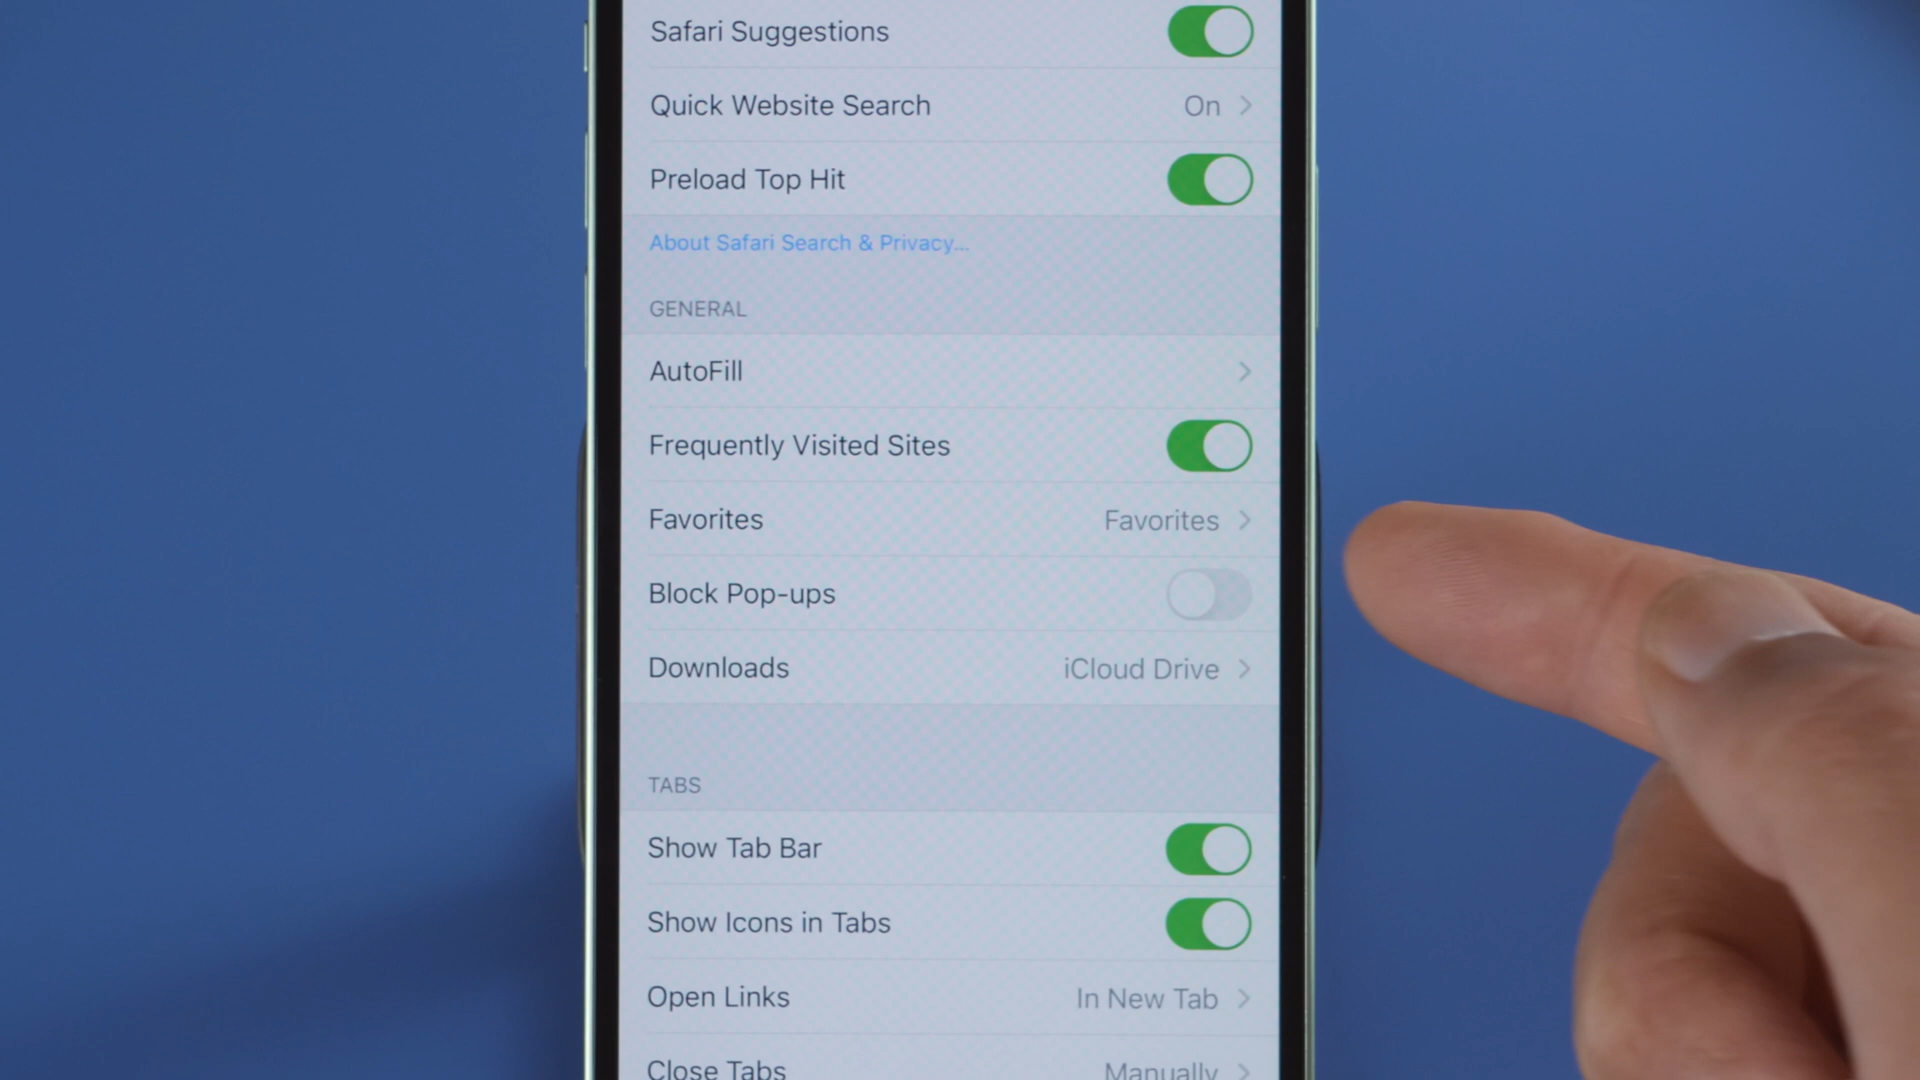 Safari Suggestions
Quick Website Search On
Preload Top Hit
About Safari Search & Privacy...
GENERAL
AutoFill
Frequently Visited Sites
Favorites Favorites
Block Pop-ups
Downloads iCloud Drive
TABS
Show Tab Bar
Show Icons in Tabs
Open Links In New Tab
Close Tabs Manually